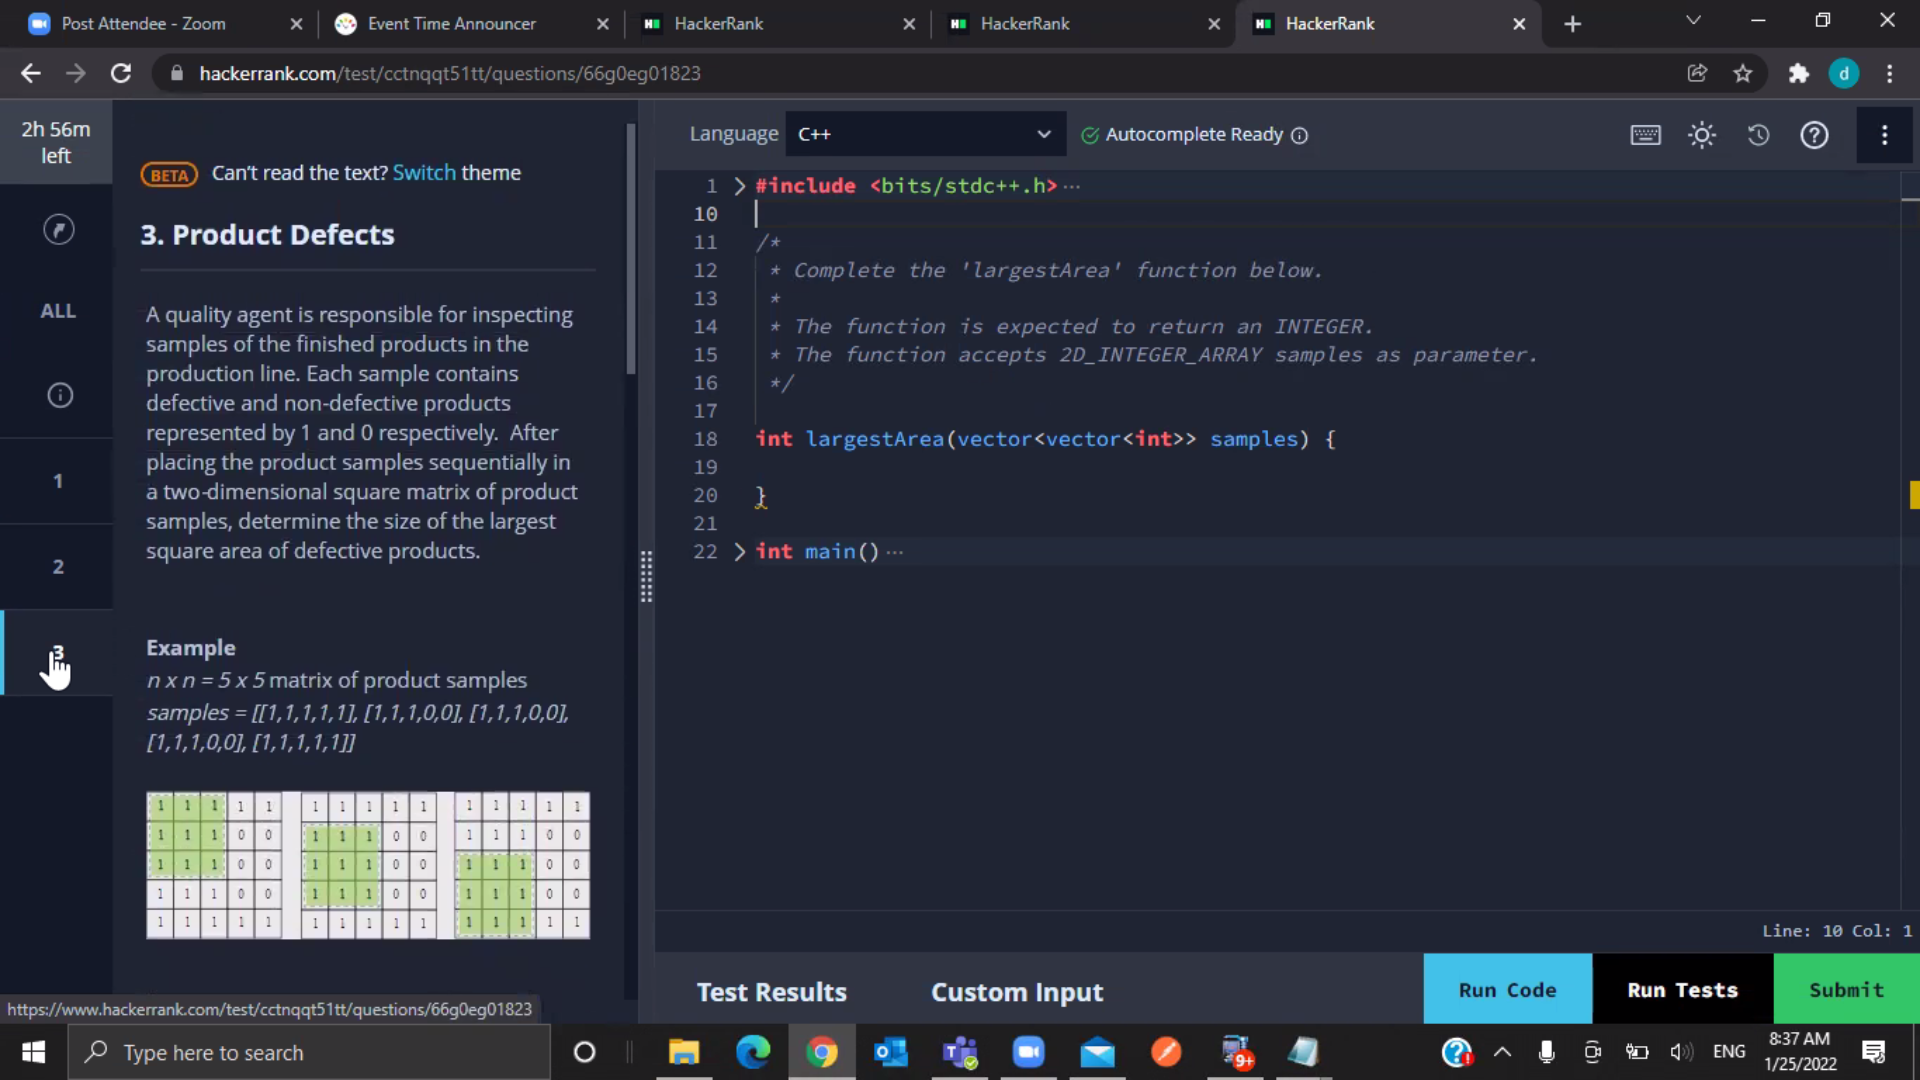 Post Attendee - Zoom
Event Time Announcer
HackerRank
HackerRank
HackerRank
hackerrank.com/test/cctnqqt51tt/questions/66g0eg01823
d
2h 56m
left
ALL
1
2
3
BETA Can't read the text? Switch theme
3. Product Defects
A quality agent is responsible for inspecting
samples of the finished products in the
production line. Each sample contains
defective and non-defective products
represented by 1 and 0 respectively. After
placing the product samples sequentially in
a two-dimensional square matrix of product
samples, determine the size of the largest
square area of defective products.
Example
n x n = 5 x 5 matrix of product samples
samples = [[1,1,1,1,1], [1,1,1,0,0], [1,1,1,0,0],
[1,1,1,0,0], [1,1,1,1,1]]
1 1 1 1 1 1 1 1 1 1 1 1 1 1 1
1 1 1 0 0 1 1 1 0 0 1 1 1 0 0
1 1 1 0 0 1 1 1 0 0 1 1 1 0 0
1 1 1 0 0 1 1 1 0 0 1 1 1 0 0
1 1 1 1 1 1 1 1 1 1 1 1 1 1 1
https://www.hackerrank.com/test/cctnqqt51tt/questions/66g0eg01823
Language C++ Autocomplete Ready
1 #include <bits/stdc++.h> ...
10
11 /*
12 * Complete the 'largestArea' function below.
13 *
14 * The function is expected to return an INTEGER.
15 * The function accepts 2D_INTEGER_ARRAY samples as parameter.
16 */
17
18 int largestArea(vector<vector<int>> samples) {
19
20 }
21
22 int main() ...
Line: 10 Col: 1
Test Results
Custom Input
Run Code
Run Tests
Submit
Type here to search
9+
ENG
8:37 AM
1/25/2022